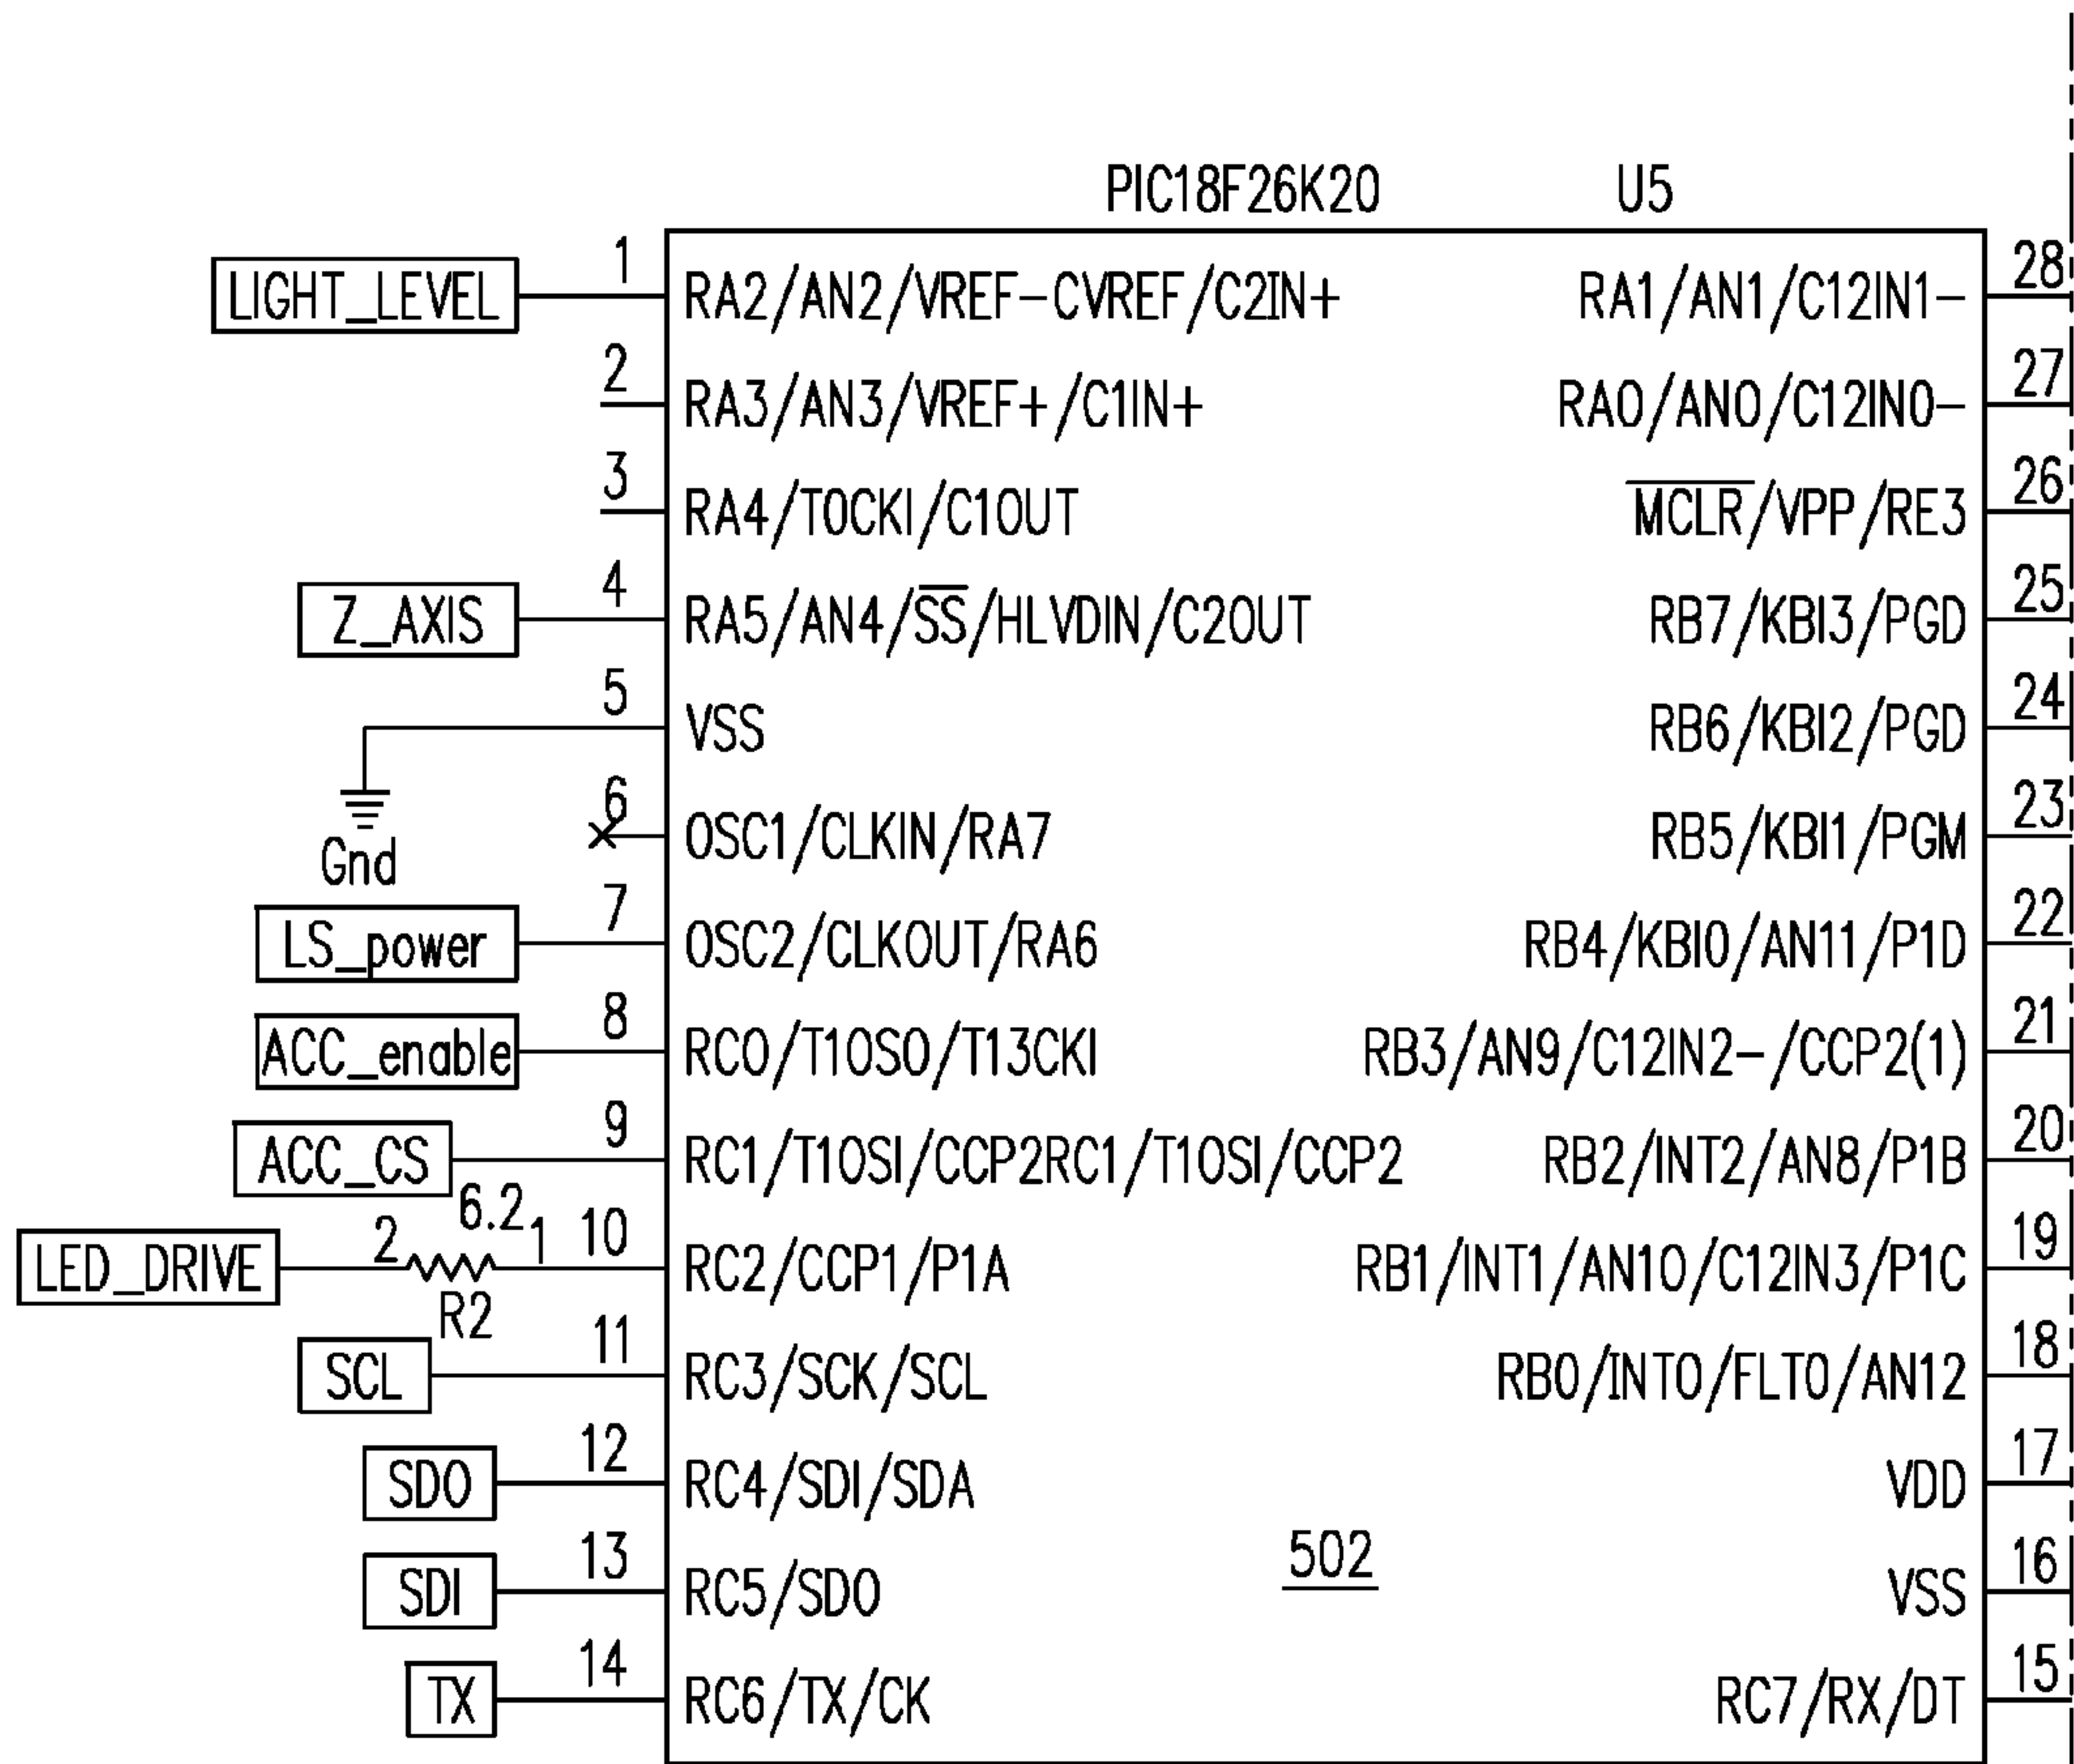 PIC18F26K20 U5
LIGHT_LEVEL 1 RA2/AN2/VREF-CVREF/C2IN+ RA1/AN1/C12IN1- 28
2 RA3/AN3/VREF+/C1IN+ RA0/AN0/C12IN0- 27
3 RA4/T0CKI/C1OUT MCLR/VPP/RE3 26
Z_AXIS 4 RA5/AN4/SS/HLVDIN/C2OUT RB7/KBI3/PGD 25
5 VSS RB6/KBI2/PGD 24
Gnd
6 OSC1/CLKIN/RA7 RB5/KBI1/PGM 23
LS_power 7 OSC2/CLKOUT/RA6 RB4/KBI0/AN11/P1D 22
ACC_enable 8 RC0/T1OSO/T13CKI RB3/AN9/C12IN2-/CCP2(1) 21
ACC_CS 9 RC1/T1OSI/CCP2RC1/T1OSI/CCP2 RB2/INT2/AN8/P1B 20
LED_DRIVE 2 6.2 1 10 RC2/CCP1/P1A RB1/INT1/AN10/C12IN3/P1C 19
R2
SCL 11 RC3/SCK/SCL RB0/INT0/FLT0/AN12 18
SDO 12 RC4/SDI/SDA VDD 17
502
SDI 13 RC5/SDO VSS 16
TX 14 RC6/TX/CK RC7/RX/DT 15